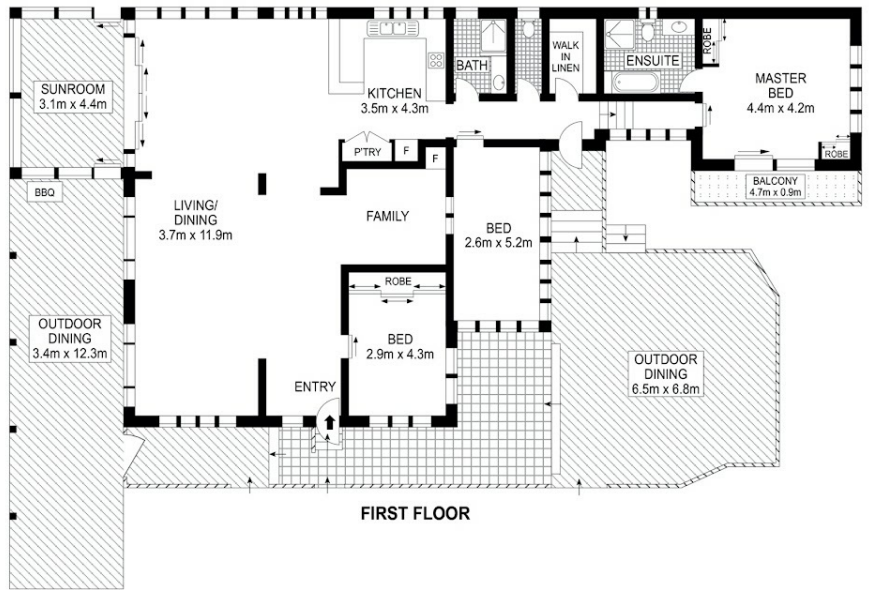 SUNROOM
3.1m x 4.4m
KITCHEN
3.5m x 4.3m
BATH
WALK
IN
LINEN
ENSUITE
ROBE
MASTER
BED
4.4m x 4.2m
ROBE
P'TRY
F
F
BALCONY
4.7m x 0.9m
BBQ
LIVING/
DINING
3.7m x 11.9m
FAMILY
BED
2.6m x 5.2m
ROBE
OUTDOOR
DINING
3.4m x 12.3m
BED
2.9m x 4.3m
OUTDOOR
DINING
6.5m x 6.8m
ENTRY
FIRST FLOOR